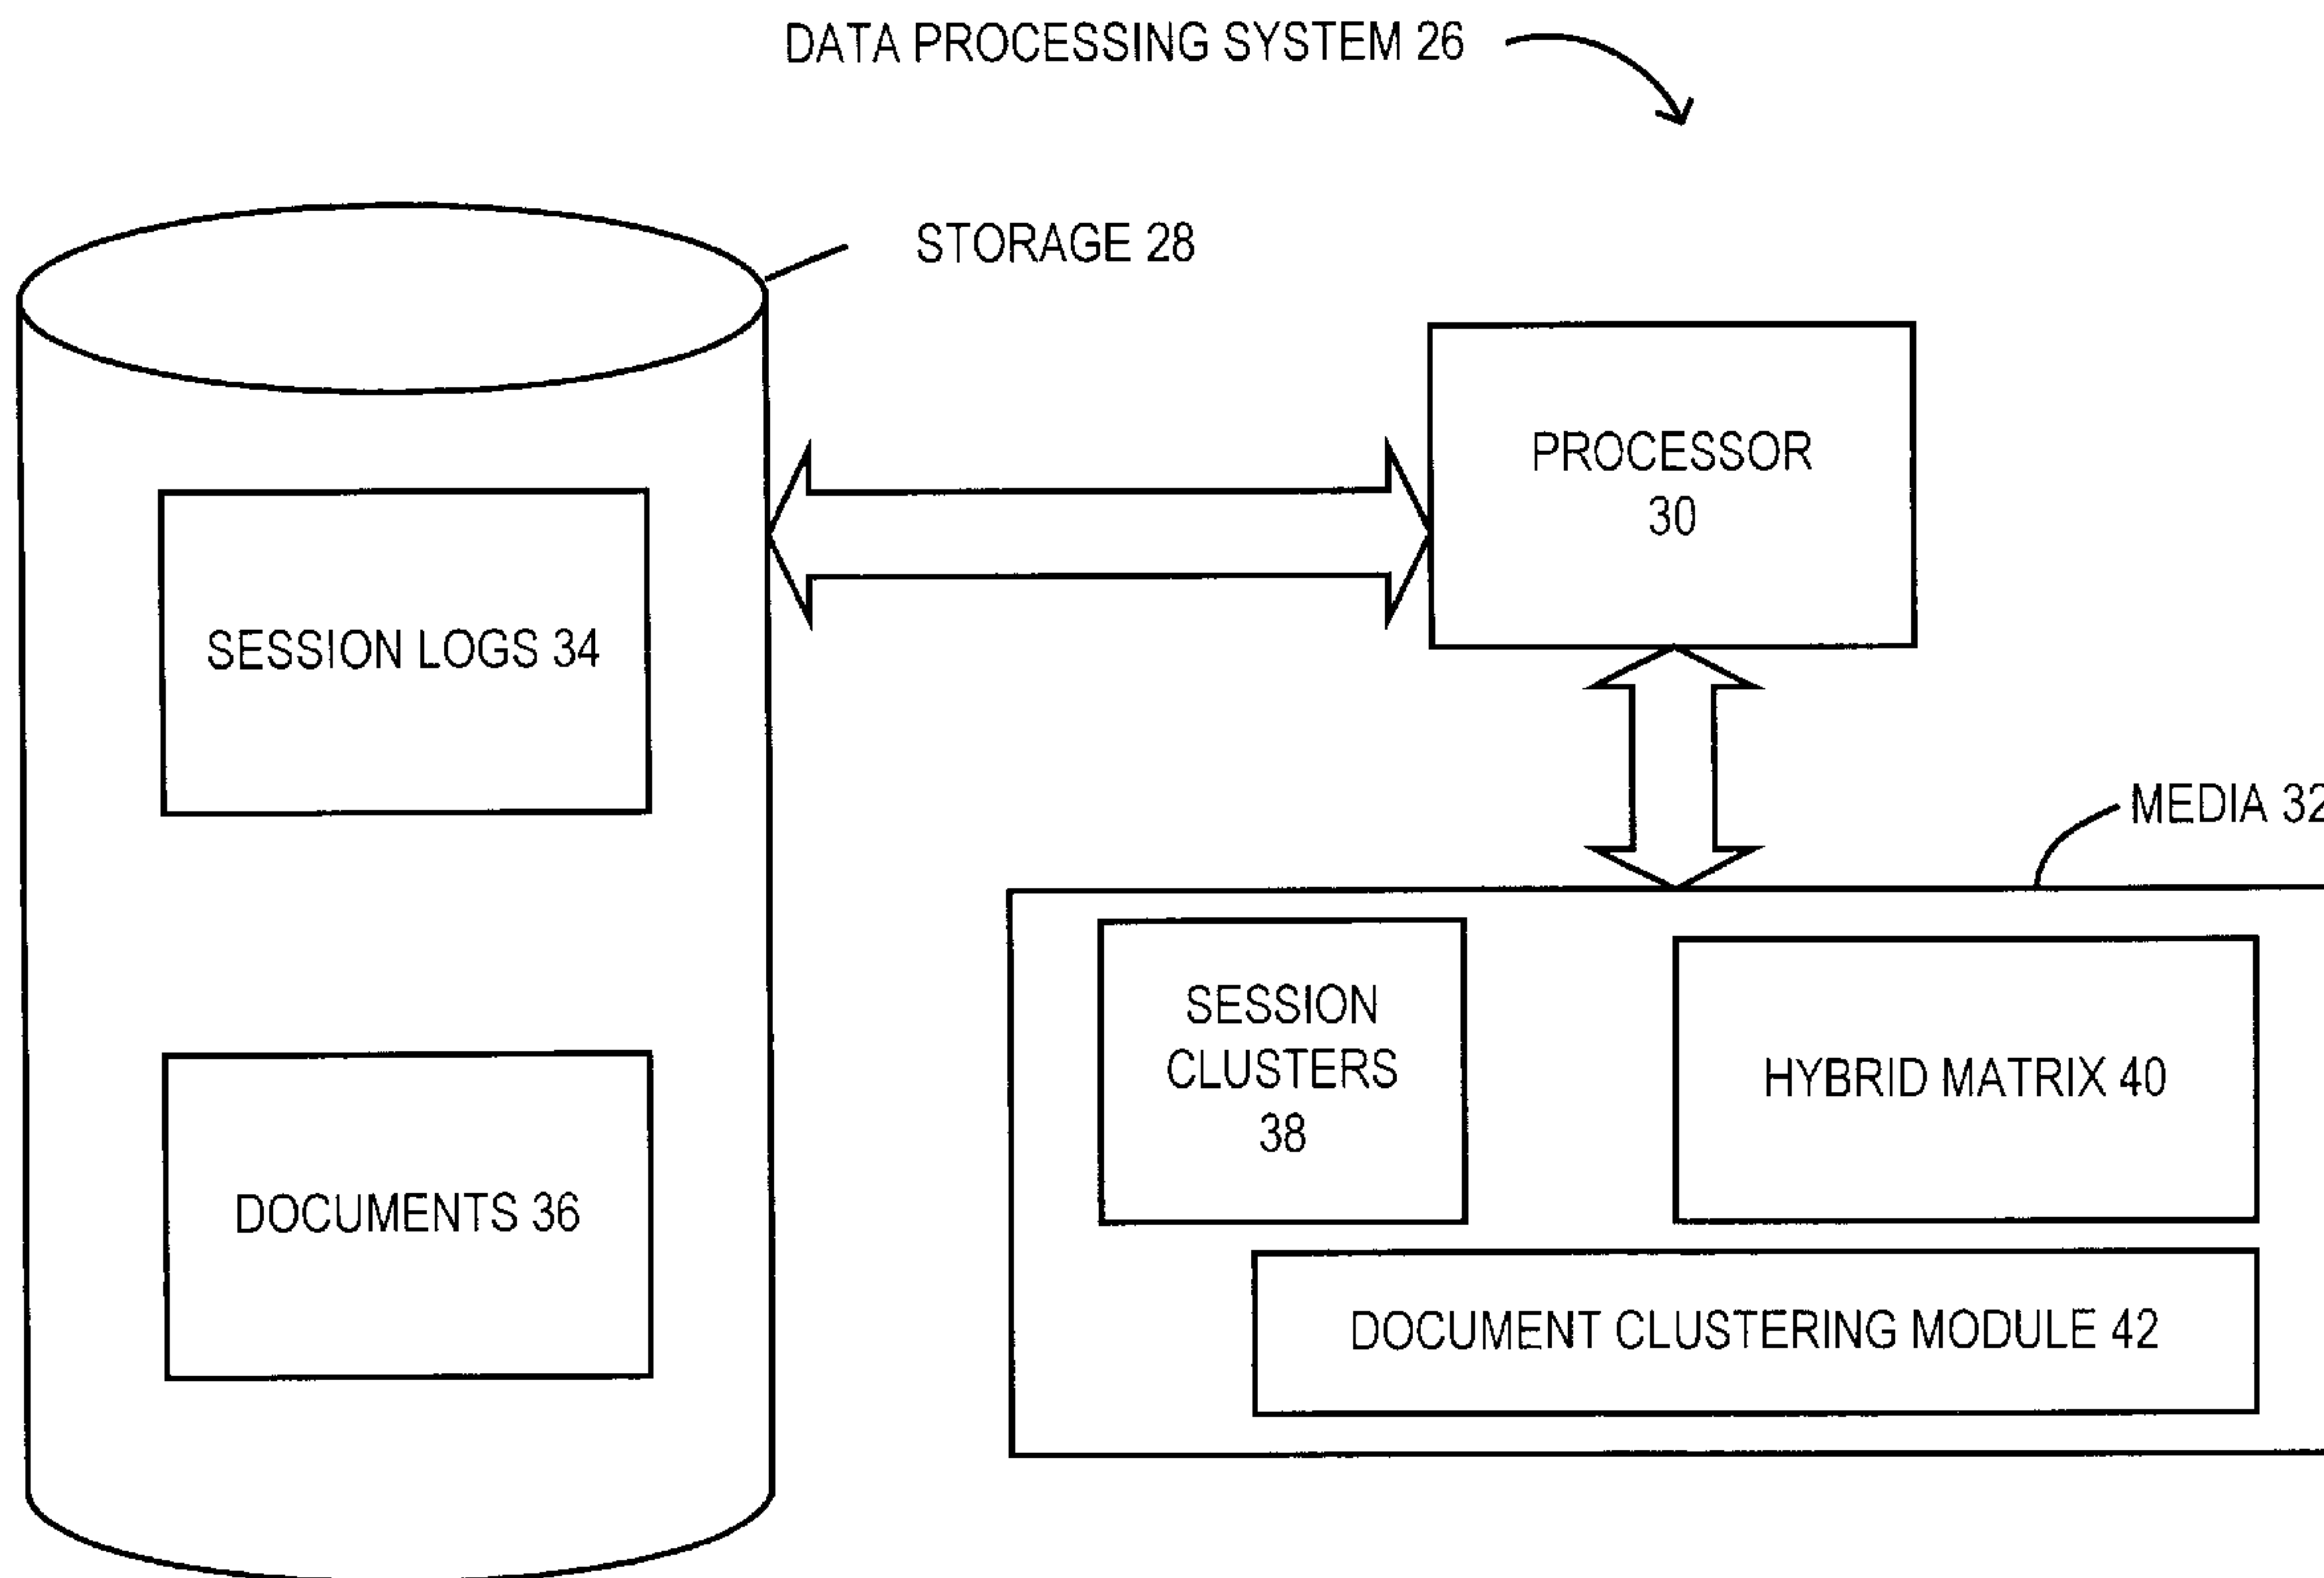 DATA PROCESSING SYSTEM 26
STORAGE 28
PROCESSOR
30
SESSION LOGS 34
MEDIA 32
SESSION
CLUSTERS
38
HYBRID MATRIX 40
DOCUMENTS 36
DOCUMENT CLUSTERING MODULE 42